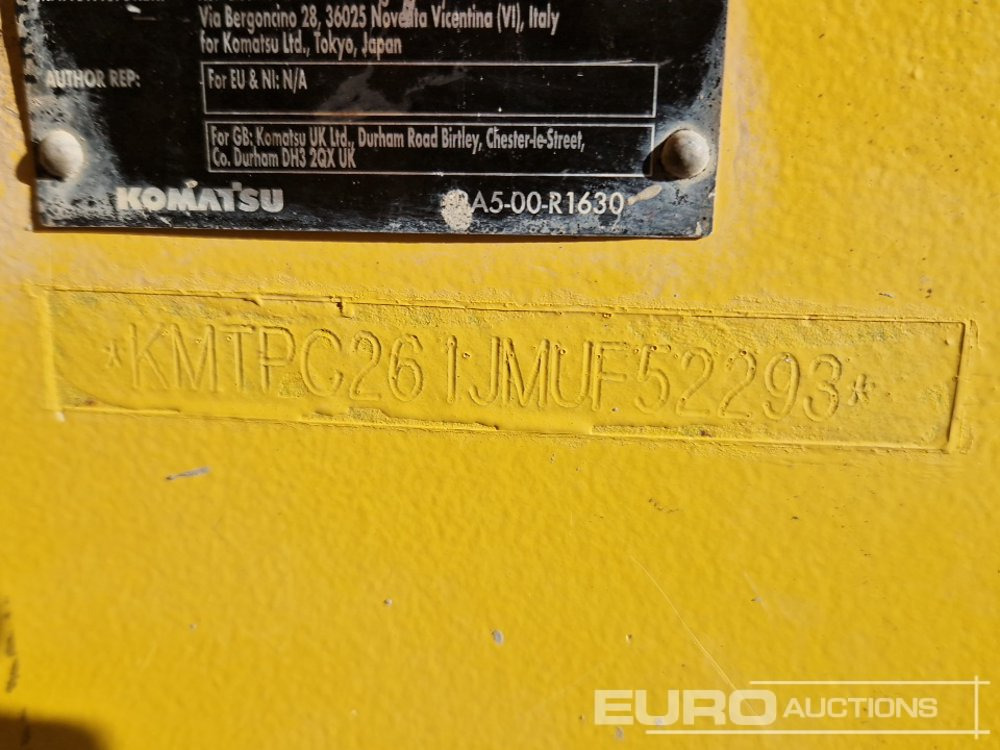 Via Bergoncino 28, 36025 Noventa Vicentina (VI), Italy
for Komatsu Ltd., Tokyo, Japan
AUTHOR REP:
For EU & NI: N/A
For GB: Komatsu UK Ltd., Durham Road Birtley, Chester-le-Street,
Co. Durham DH3 2QX UK
KOMATSU
A5-00-R1630
*KMTPC261JMUF52293*
EURO AUCTIONS